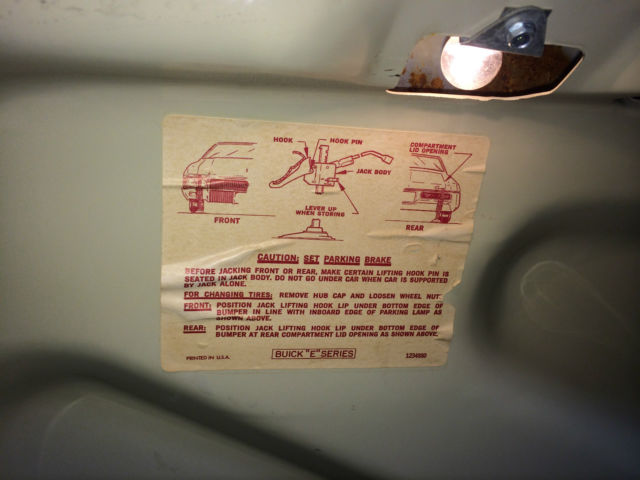 HOOK
HOOK PIN
COMPARTMENT
LID OPENING
JACK BODY
LEVER UP
WHEN STORING
FRONT
REAR
CAUTION: SET PARKING BRAKE
BEFORE JACKING FRONT OR REAR, MAKE CERTAIN LIFTING HOOK PIN IS
SEATED IN JACK BODY. DO NOT GO UNDER CAR WHEN CAR IS SUPPORTED
BY JACK ALONE.
FOR CHANGING TIRES: REMOVE HUB CAP AND LOOSEN WHEEL NUT
FRONT: POSITION JACK LIFTING HOOK LIP UNDER BOTTOM EDGE OF
BUMPER IN LINE WITH INBOARD EDGE OF PARKING LAMP AS
SHOWN ABOVE.
REAR: POSITION JACK LIFTING HOOK LIP UNDER BOTTOM EDGE OF
BUMPER AT REAR COMPARTMENT LID OPENING AS SHOWN ABOVE.
PRINTED IN U.S.A. BUICK "E" SERIES